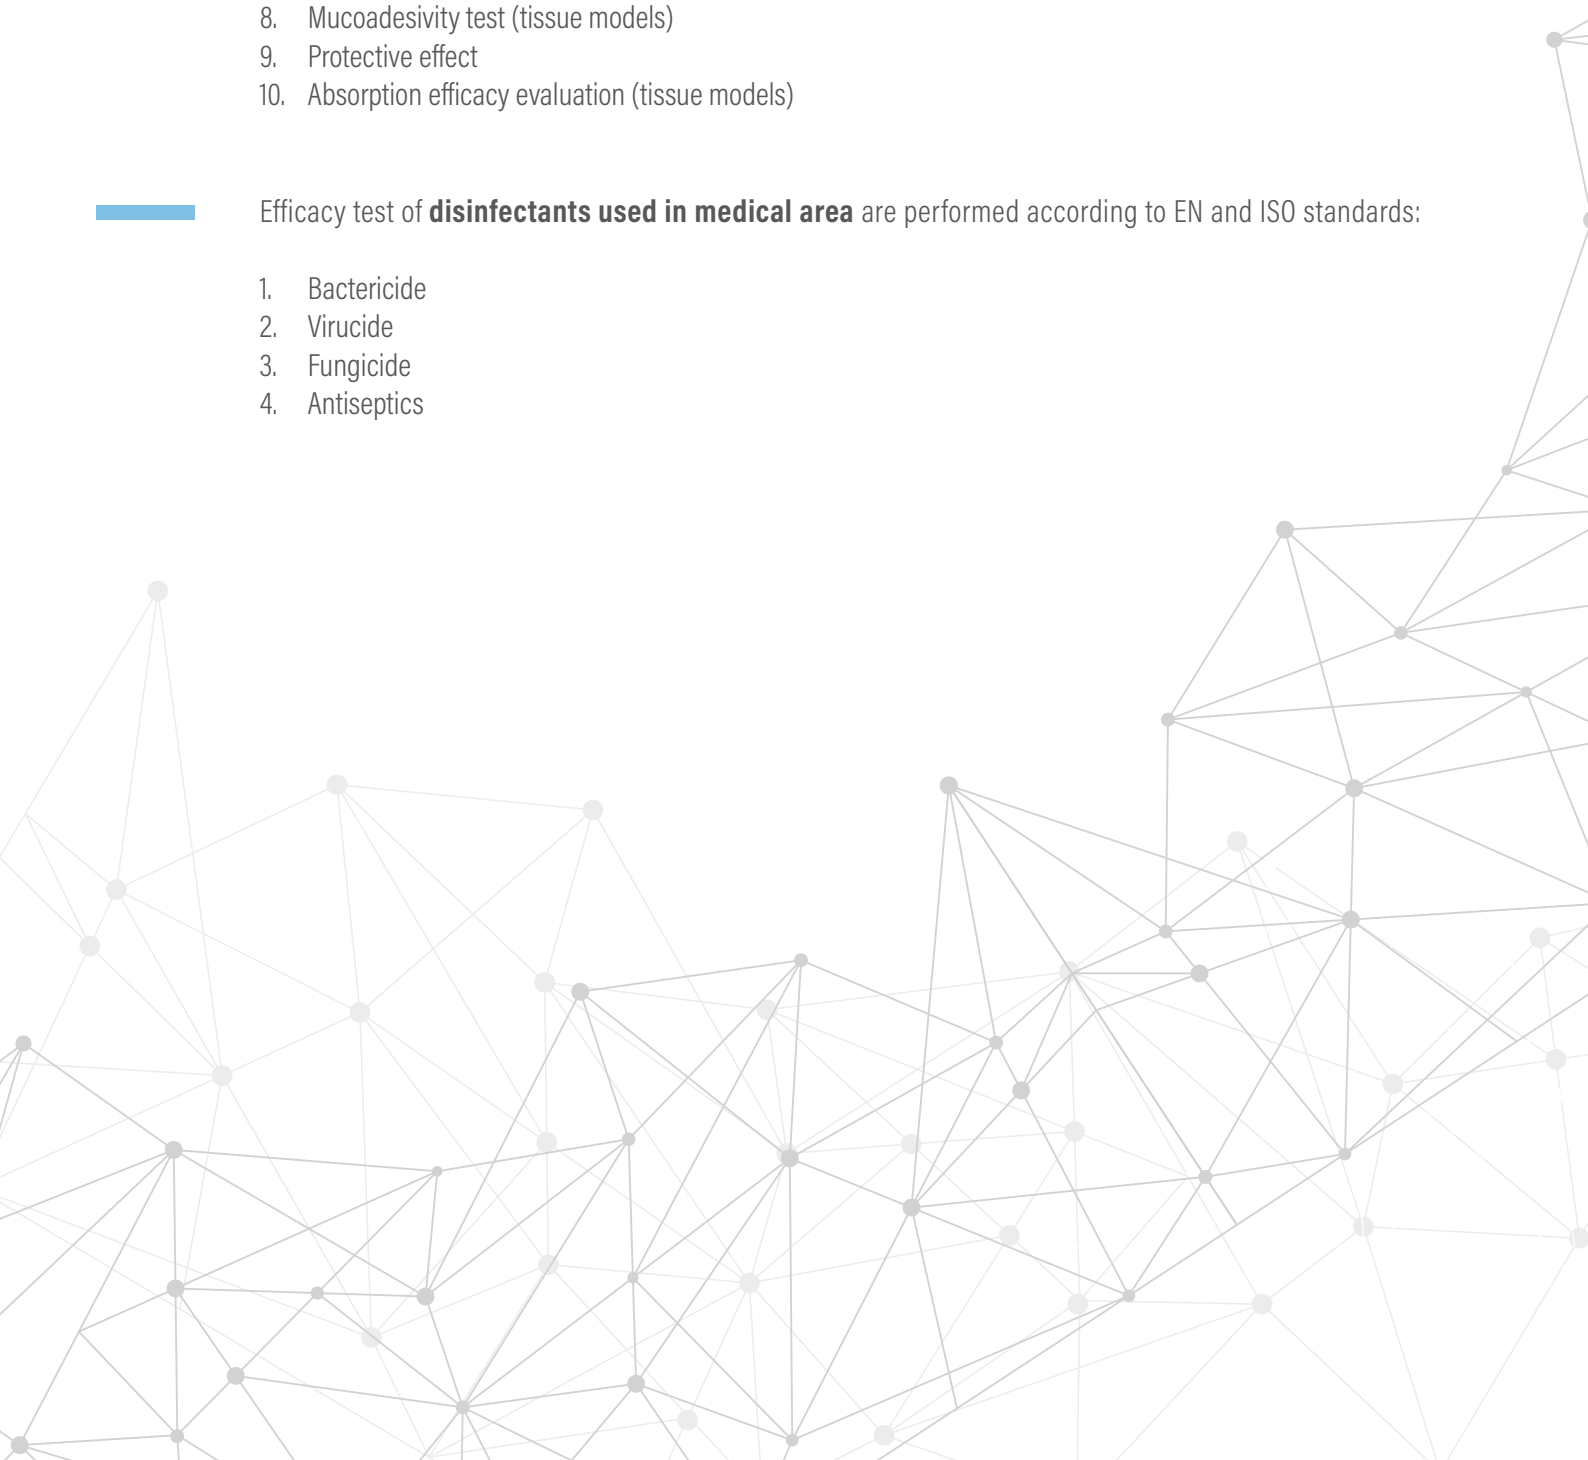 8. Mucoadesivity test (tissue models)
9. Protective effect
10. Absorption efficacy evaluation (tissue models)
Efficacy test of disinfectants used in medical area are performed according to EN and ISO standards:
1. Bactericide
2. Virucide
3. Fungicide
4. Antiseptics